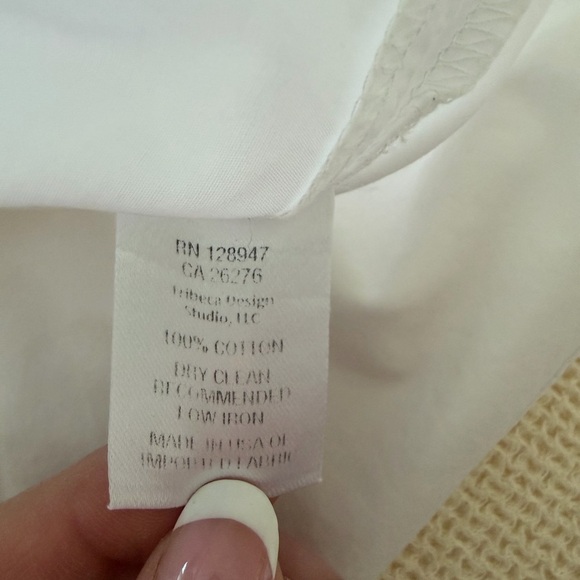 RN 128947
CA 26276
Tribeca Design
Studio, LLC
100% COTTON
DRY CLEAN
RECOMMENDED
LOW IRON
MADE IN USA OF
IMPORTED FABRIC